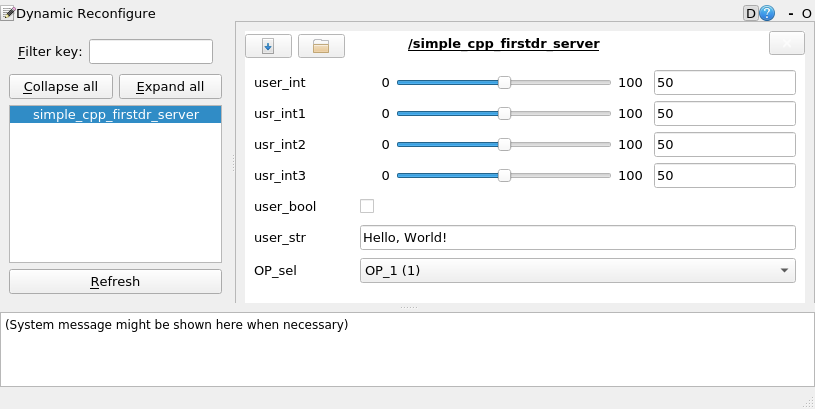 Dynamic Reconfigure
D ? - O
Filter key:
Collapse all Expand all
simple_cpp_firstdr_server
Refresh
/simple_cpp_firstdr_server
user_int 0 100 50
usr_int1 0 100 50
usr_int2 0 100 50
usr_int3 0 100 50
user_bool
user_str Hello, World!
OP_sel OP_1 (1)
(System message might be shown here when necessary)